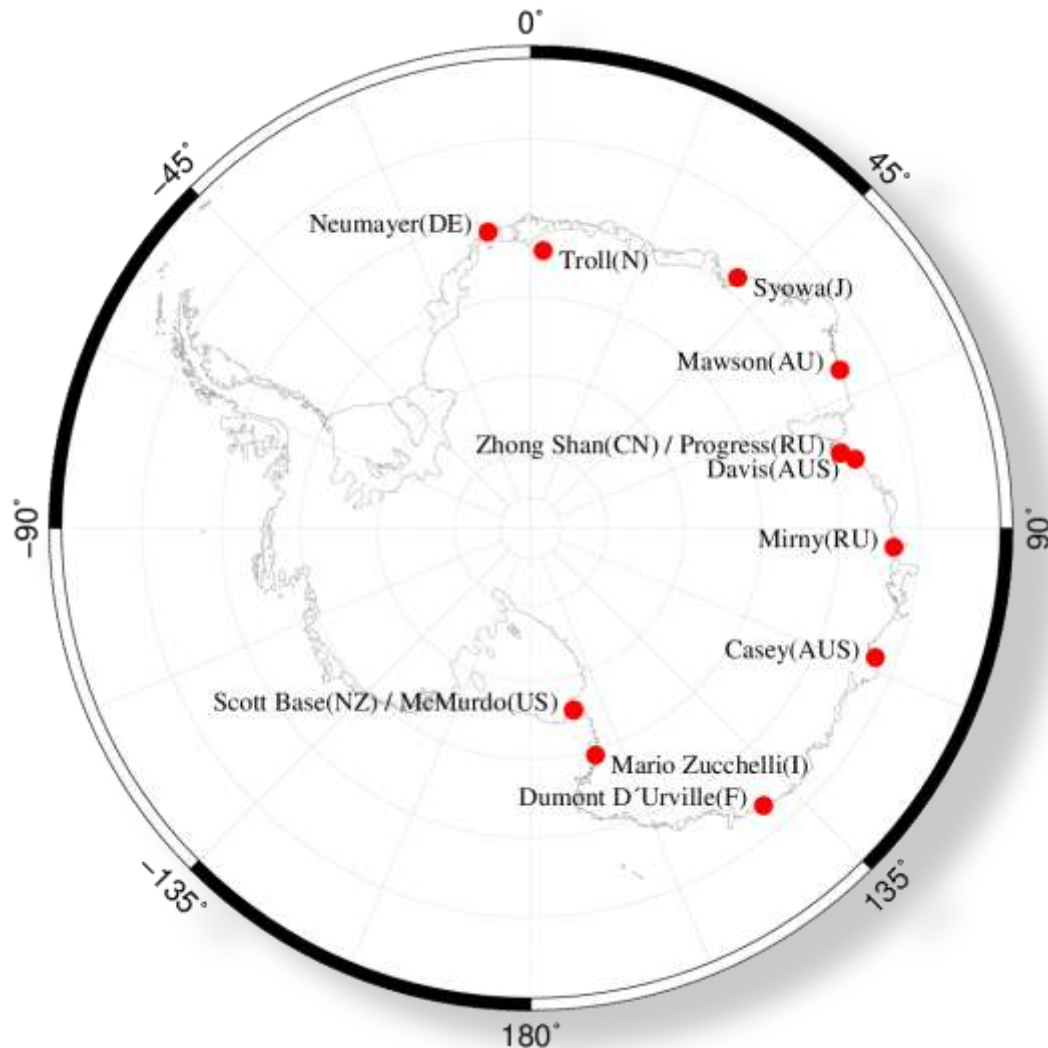 0°
−45°
45°
Neumayer(DE)
Troll(N)
Syowa(J)
Mawson(AU)
Zhong Shan(CN) / Progress(RU)
Davis(AUS)
−90°
90°
Mirny(RU)
Casey(AUS)
Scott Base(NZ) / McMurdo(US)
Mario Zucchelli(I)
Dumont D´Urville(F)
−135°
135°
180°